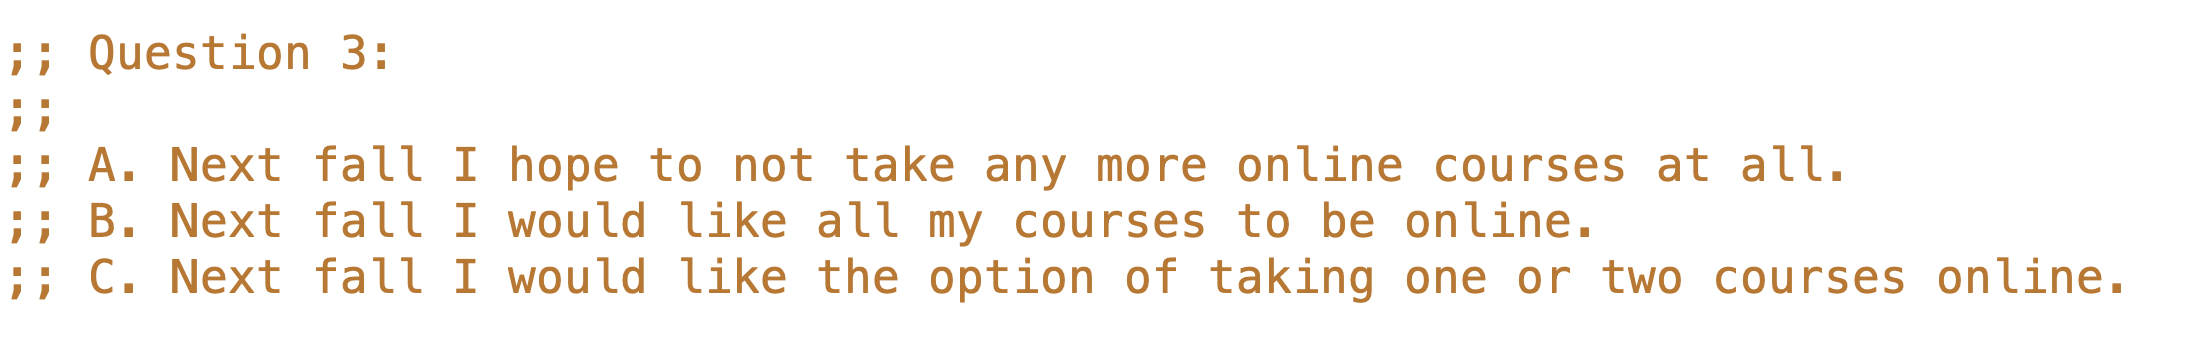 ;; Question 3:
;;
;; A. Next fall I hope to not take any more online courses at all.
;; B. Next fall I would like all my courses to be online.
;; C. Next fall I would like the option of taking one or two courses online.